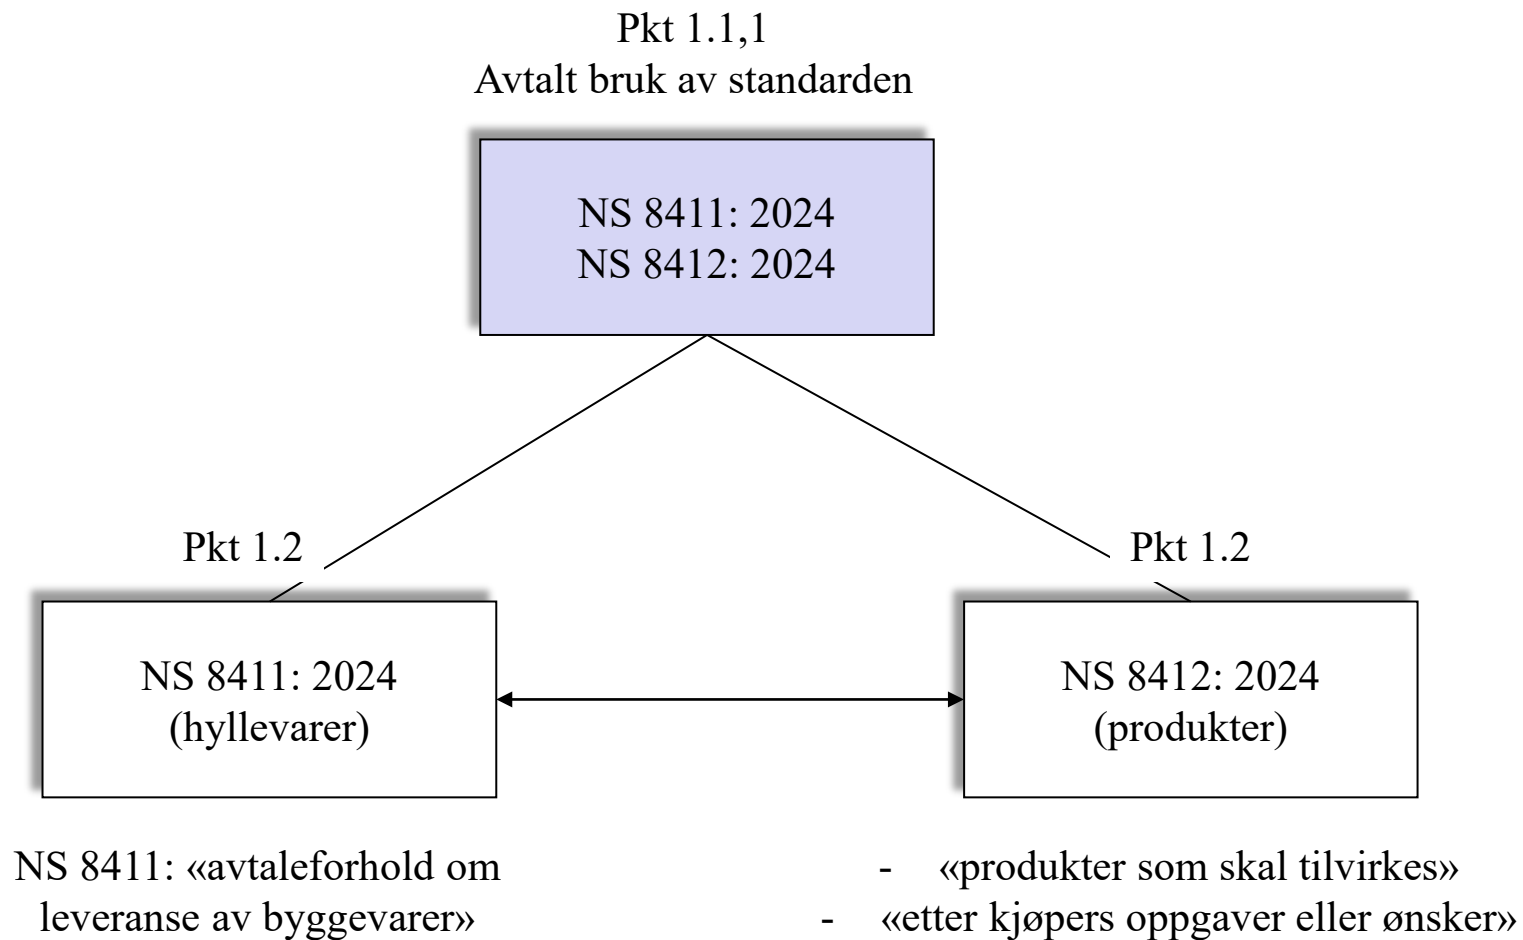 Pkt 1.1,1
Avtalt bruk av standarden
NS 8411: 2024
NS 8412: 2024
Pkt 1.2
Pkt 1.2
NS 8411: 2024
(hyllevarer)
NS 8412: 2024
(produkter)
NS 8411: «avtaleforhold om
leveranse av byggevarer»
- «produkter som skal tilvirkes»
- «etter kjøpers oppgaver eller ønsker»